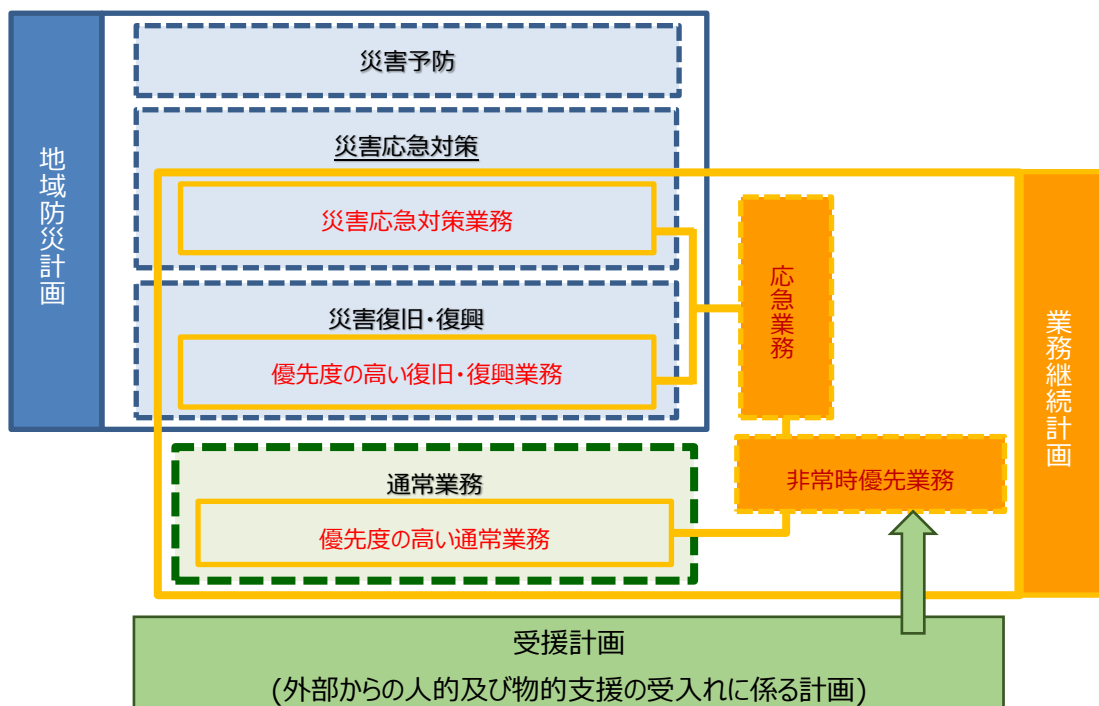 地域防災計画
災害予防
災害応急対策
災害応急対策業務
災害復旧・復興
優先度の高い復旧・復興業務
通常業務
優先度の高い通常業務
応急業務
非常時優先業務
業務継続計画
受援計画
(外部からの人的及び物的支援の受入れに係る計画)